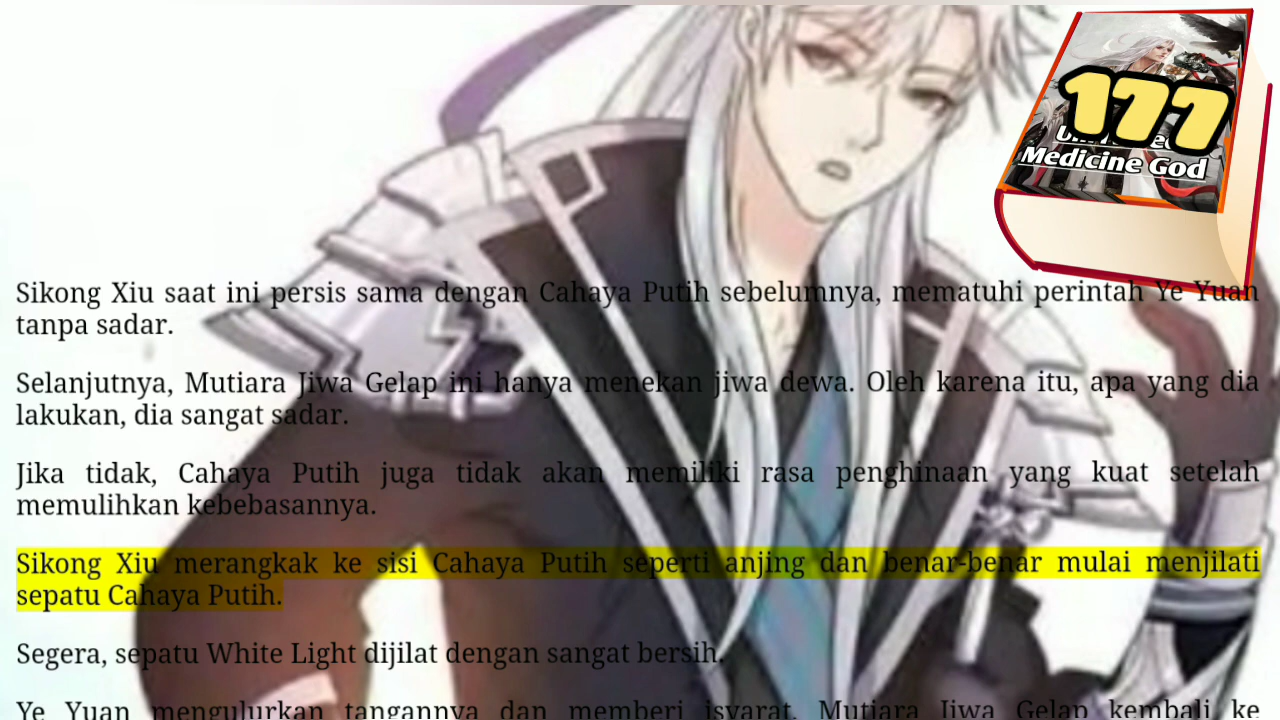 177
Medicine God
Sikong Xiu saat ini persis sama dengan Cahaya Putih sebelumnya, mematuhi perintah Ye Yuan
tanpa sadar.
Selanjutnya, Mutiara Jiwa Gelap ini hanya menekan jiwa dewa. Oleh karena itu, apa yang dia
lakukan, dia sangat sadar.
Jika tidak, Cahaya Putih juga tidak akan memiliki rasa penghinaan yang kuat setelah
memulihkan kebebasannya.
Sikong Xiu merangkak ke sisi Cahaya Putih seperti anjing dan benar-benar mulai menjilati
sepatu Cahaya Putih.
Segera, sepatu White Light dijilat dengan sangat bersih.
Ye Yuan mengulurkan tangannya dan memberi isyarat, Mutiara Jiwa Gelap kembali ke